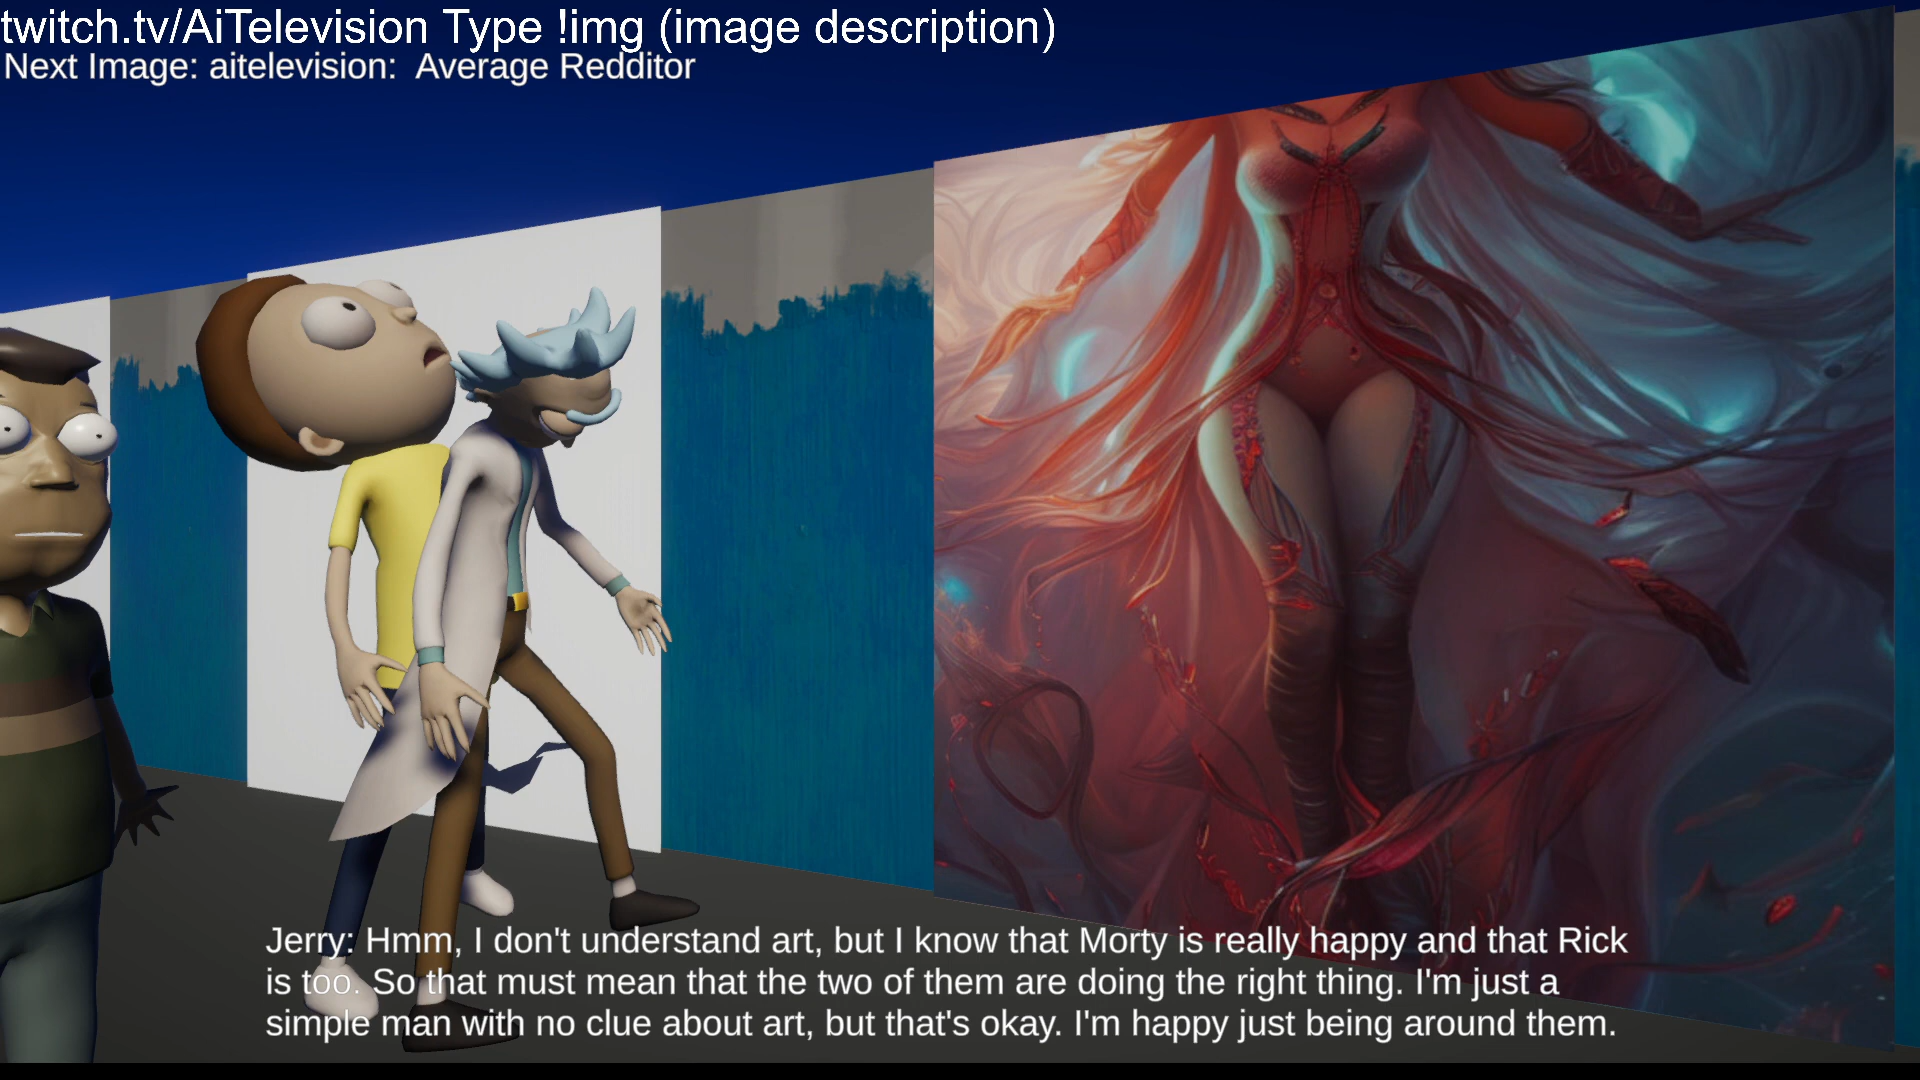 twitch.tv/AiTelevision Type !img (image description)
Next Image: aitelevision:  Average Redditor
Jerry: Hmm, I don't understand art, but I know that Morty is really happy and that Rick
is too. So that must mean that the two of them are doing the right thing. I'm just a
simple man with no clue about art, but that's okay. I'm happy just being around them.